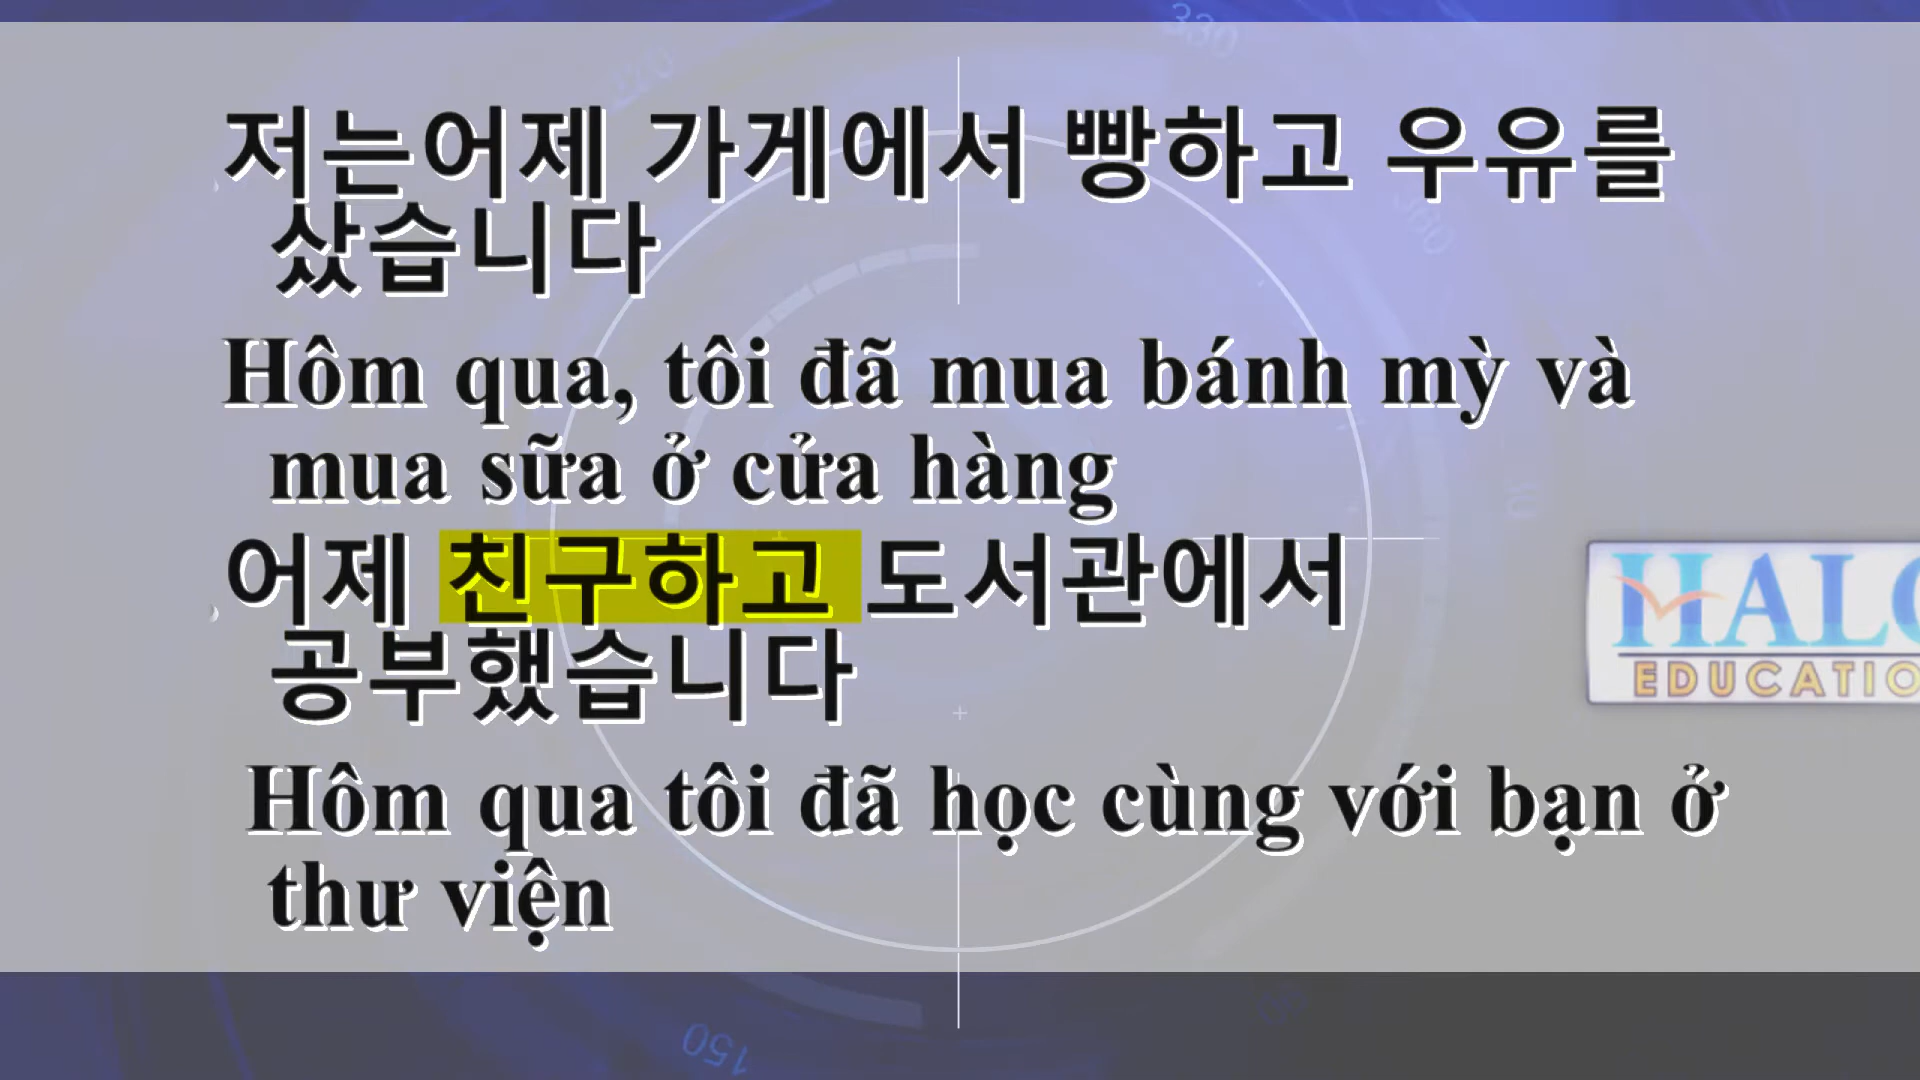 저는어제 가게에서 빵하고 우유를
샀습니다
Hôm qua, tôi đã mua bánh mỳ và
mua sữa ở cửa hàng
어제 친구하고 도서관에서
공부했습니다
Hôm qua tôi đã học cùng với bạn ở
thư viện
330
150